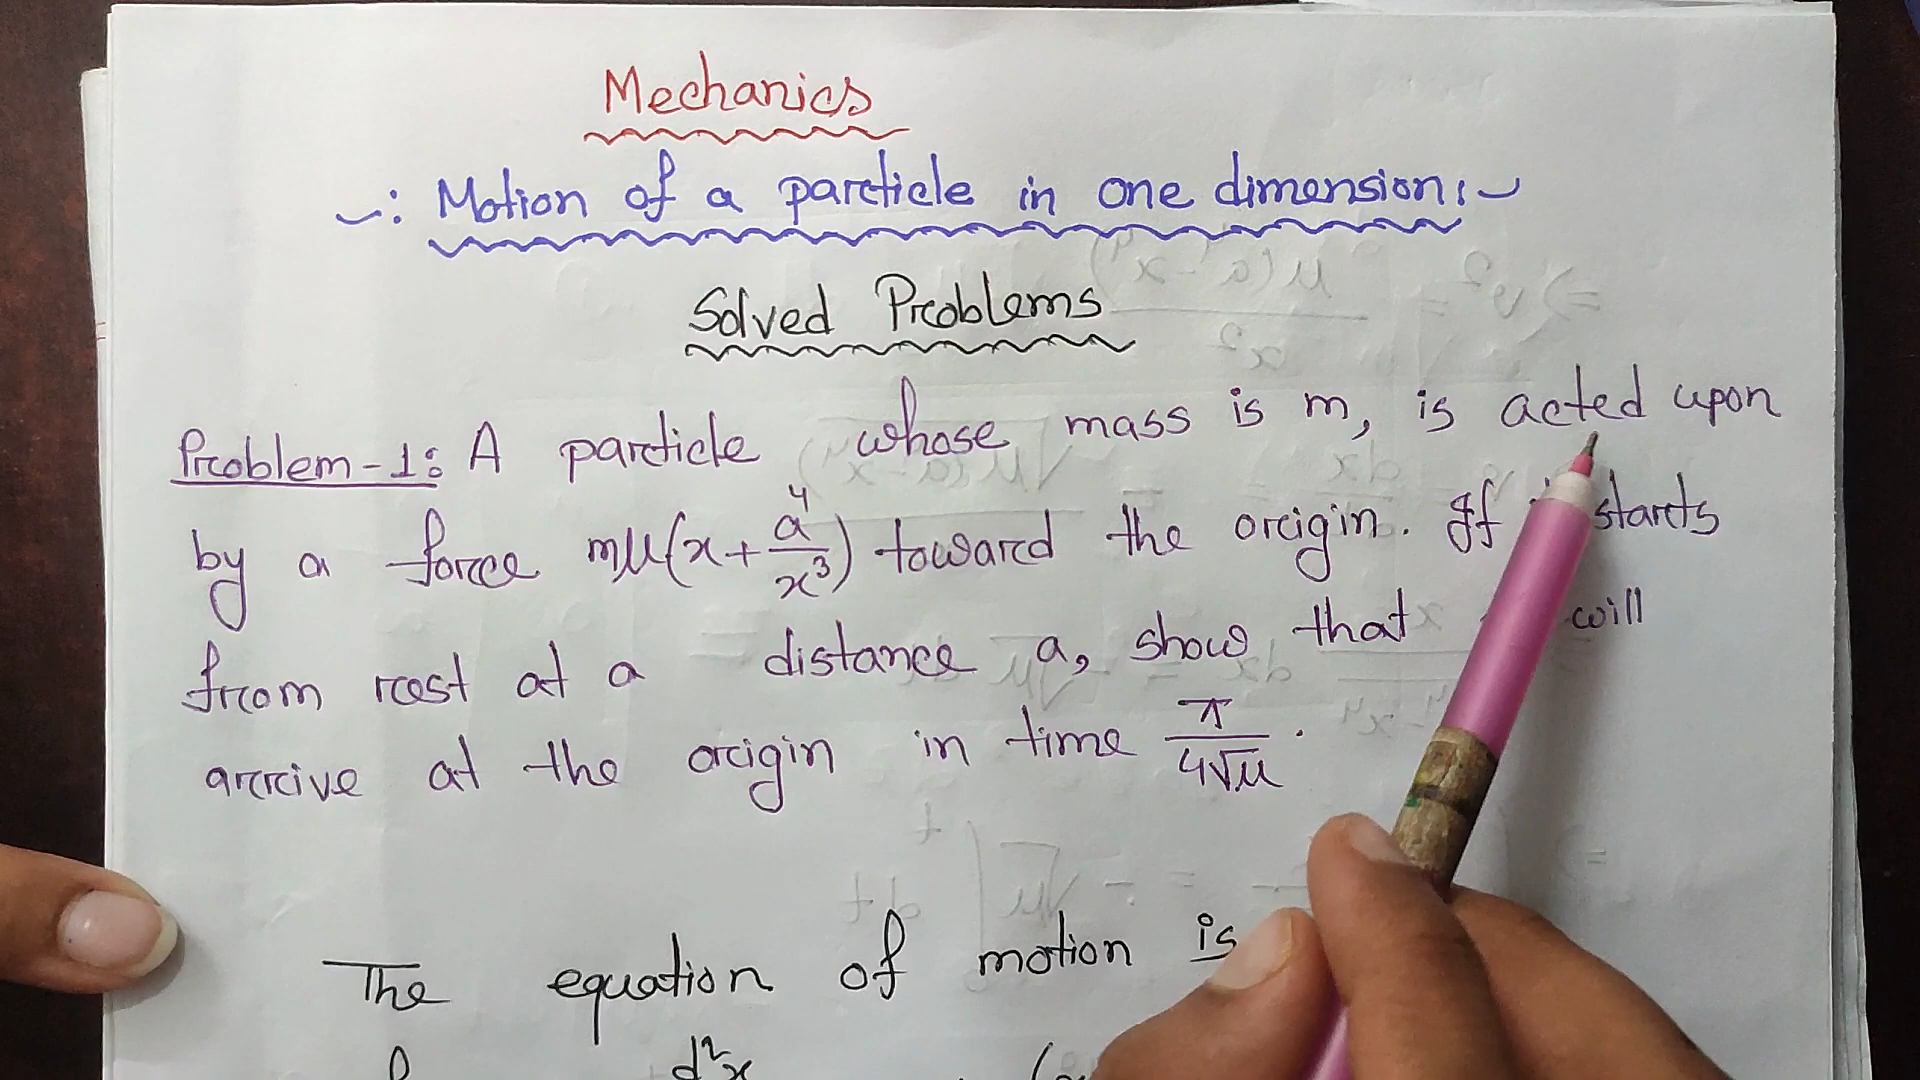 Mechanics
-: Motion of a particle in one dimension:-
Solved Problems
Problem-1: A particle whose mass is m, is acted upon
by a force mμ(x + a⁴/x³) toward the origin. If starts
from rest at a distance a, show that will
arrive at the origin in time π/4√μ.
The equation of motion is
d²x